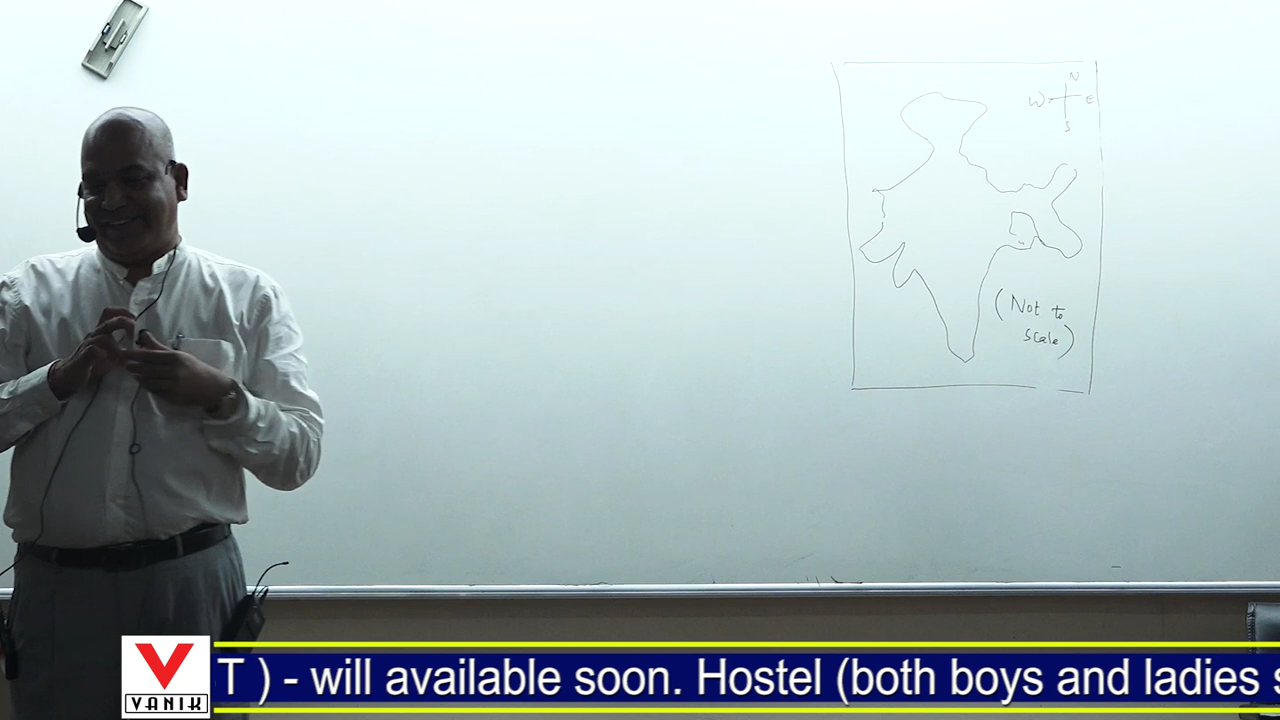 N
W E
S
(Not to
scale)
T ) - will available soon. Hostel (both boys and ladies s
VANIK